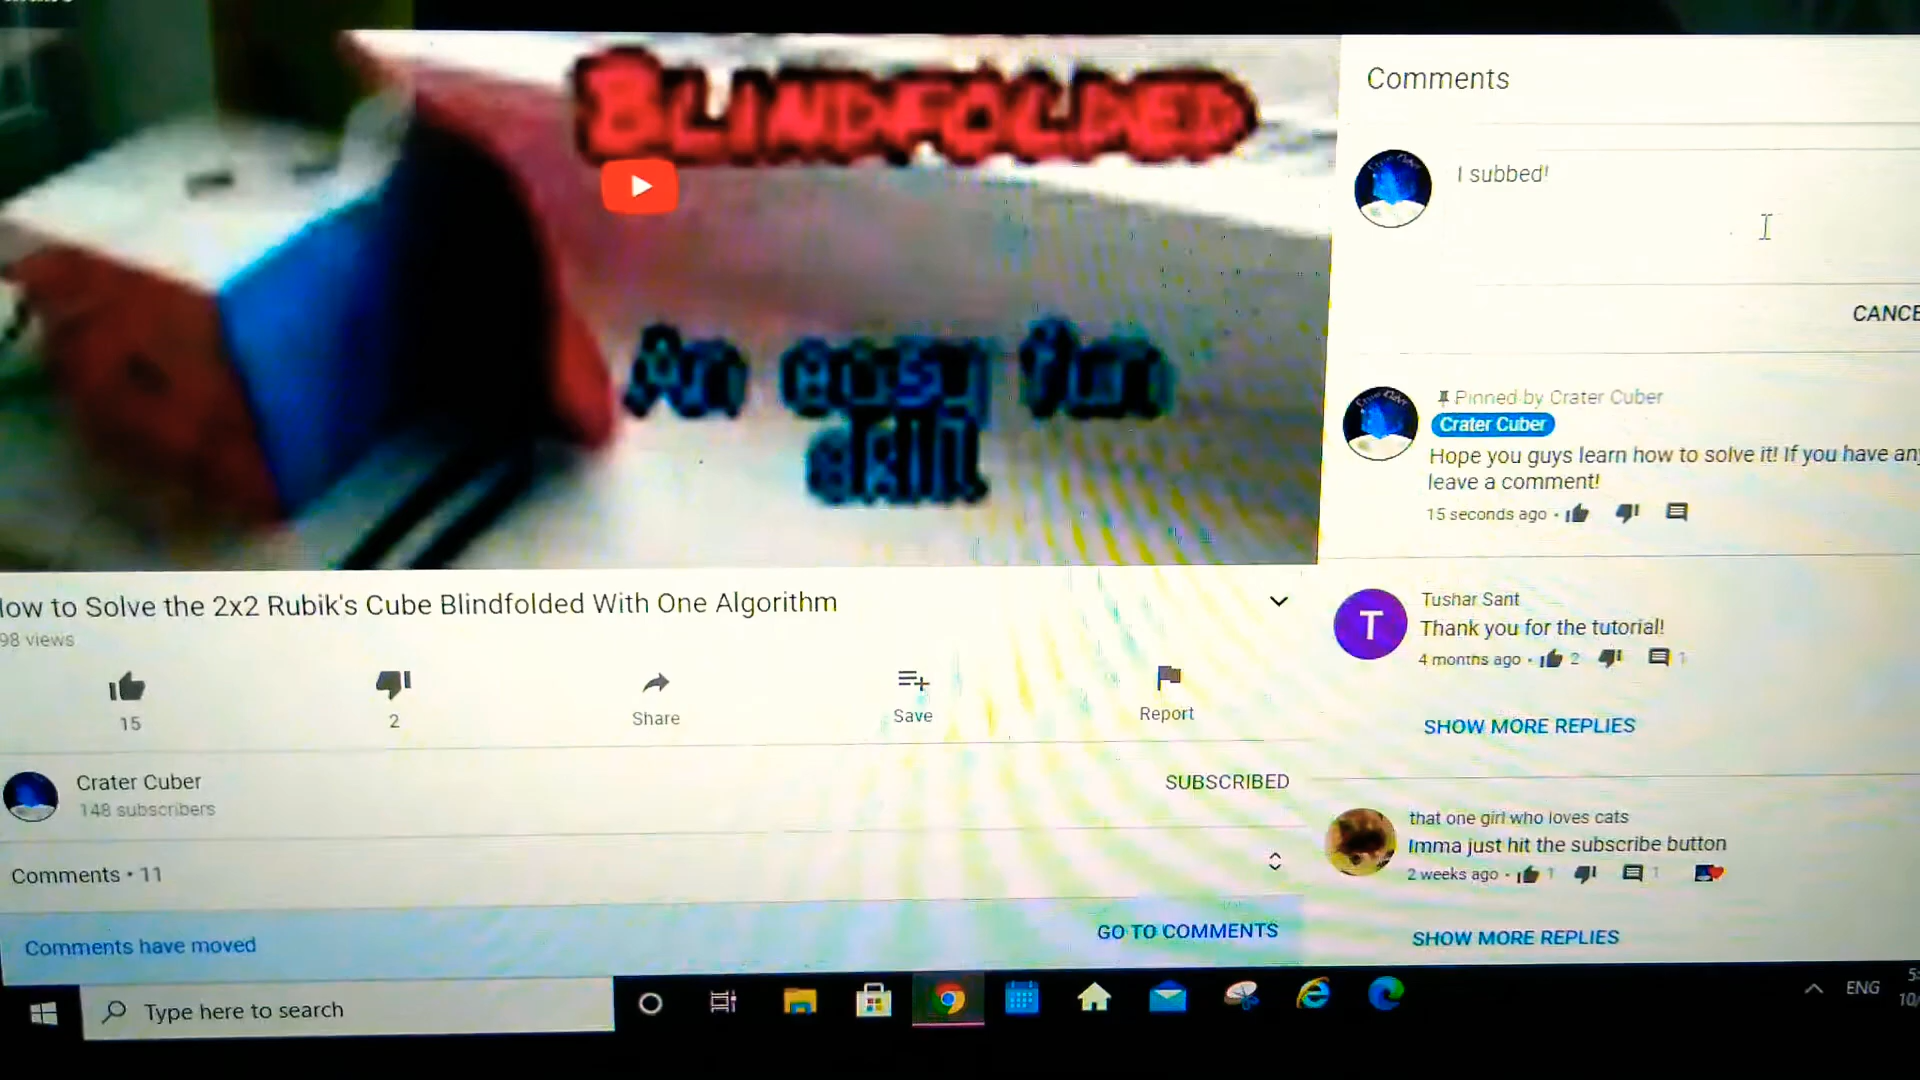 BLINDFOLDED
An easy fun
skill
low to Solve the 2x2 Rubik's Cube Blindfolded With One Algorithm
98 views
15
2
Share
Save
Report
Crater Cuber
148 subscribers
SUBSCRIBED
Comments • 11
Comments have moved
GO TO COMMENTS
Comments
I subbed!
CANCE
Pinned by Crater Cuber
Crater Cuber
Hope you guys learn how to solve it! If you have any
leave a comment!
15 seconds ago •
T
Tushar Sant
Thank you for the tutorial!
4 months ago • 2 1
SHOW MORE REPLIES
that one girl who loves cats
Imma just hit the subscribe button
2 weeks ago • 1 1
SHOW MORE REPLIES
Type here to search
ENG
5:
10/